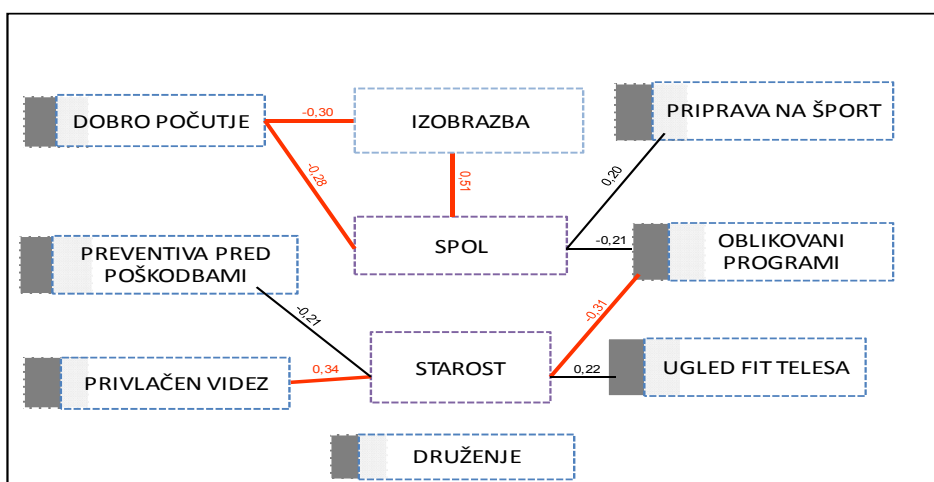 DOBRO POČUTJE
-0,30
IZOBRAZBA
PRIPRAVA NA ŠPORT
-0,28
0,51
0,20
PREVENTIVA PRED
POŠKODBAMI
SPOL
-0,21
OBLIKOVANI
PROGRAMI
-0,21
-0,31
PRIVLAČEN VIDEZ
0,34
STAROST
0,22
UGLED FIT TELESA
DRUŽENJE